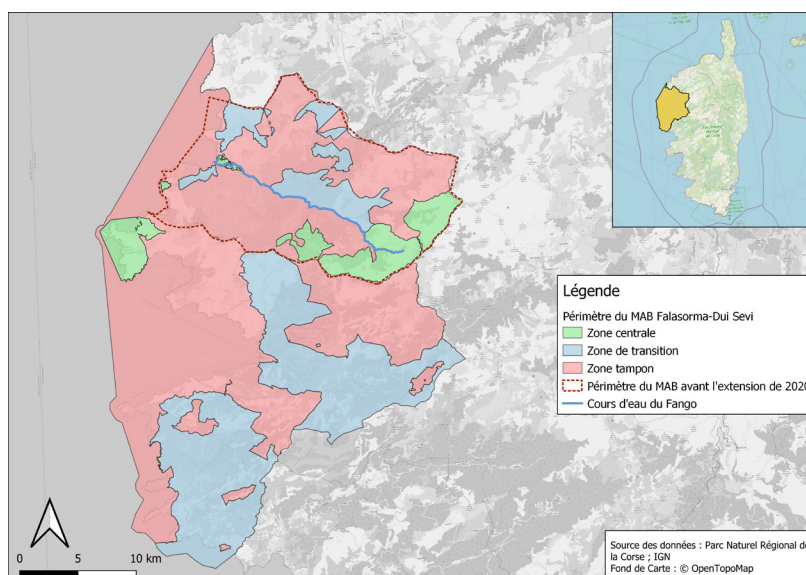 Légende
Périmètre du MAB Falasorma-Dui Sevi
Zone centrale
Zone de transition
Zone tampon
Périmètre du MAB avant l'extension de 2020
Cours d'eau du Fango
0 5 10 km
Source des données : Parc Naturel Régional de
la Corse ; IGN
Fond de Carte : © OpenTopoMap